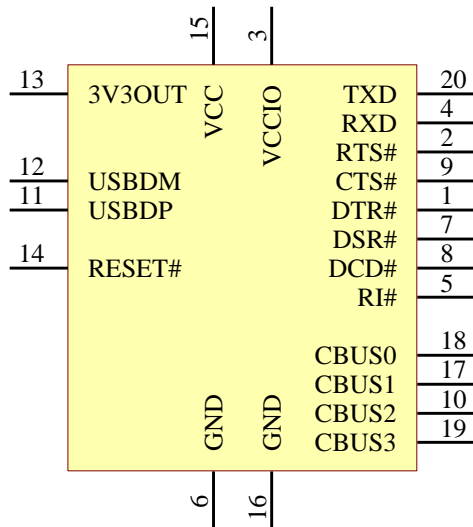 15
3
13
3V3OUT
VCC
VCCIO
TXD
20
RXD
4
RTS#
2
12
USBDM
CTS#
9
11
USBDP
DTR#
1
DSR#
7
14
RESET#
DCD#
8
RI#
5
CBUS0
18
CBUS1
17
GND
GND
CBUS2
10
CBUS3
19
6
16